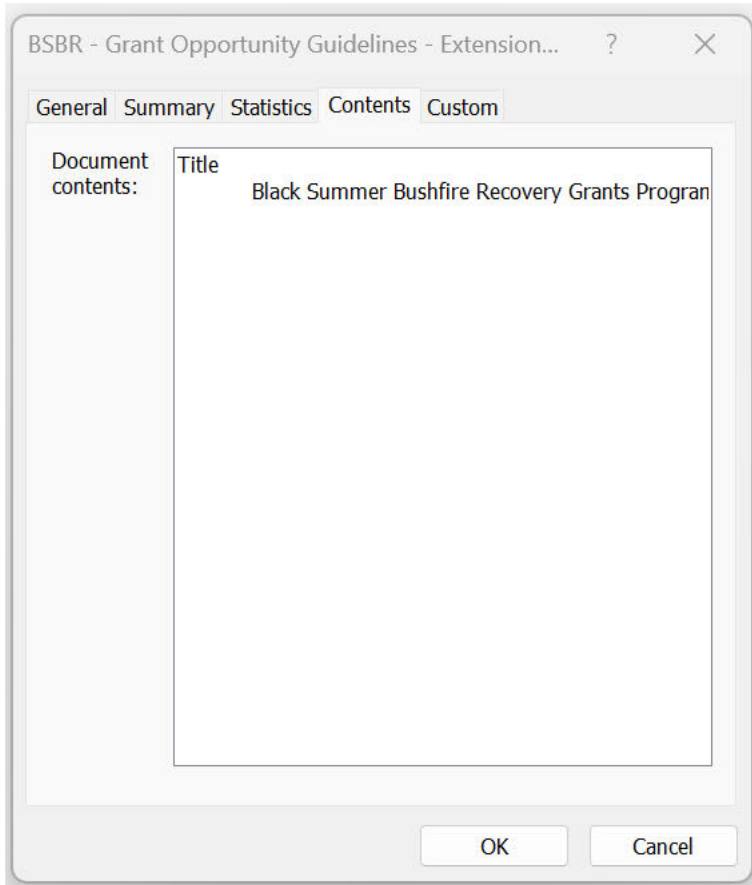 BSBR - Grant Opportunity Guidelines - Extension... ?
General Summary Statistics Contents Custom
Document contents:
Title
Black Summer Bushfire Recovery Grants
OK Cancel